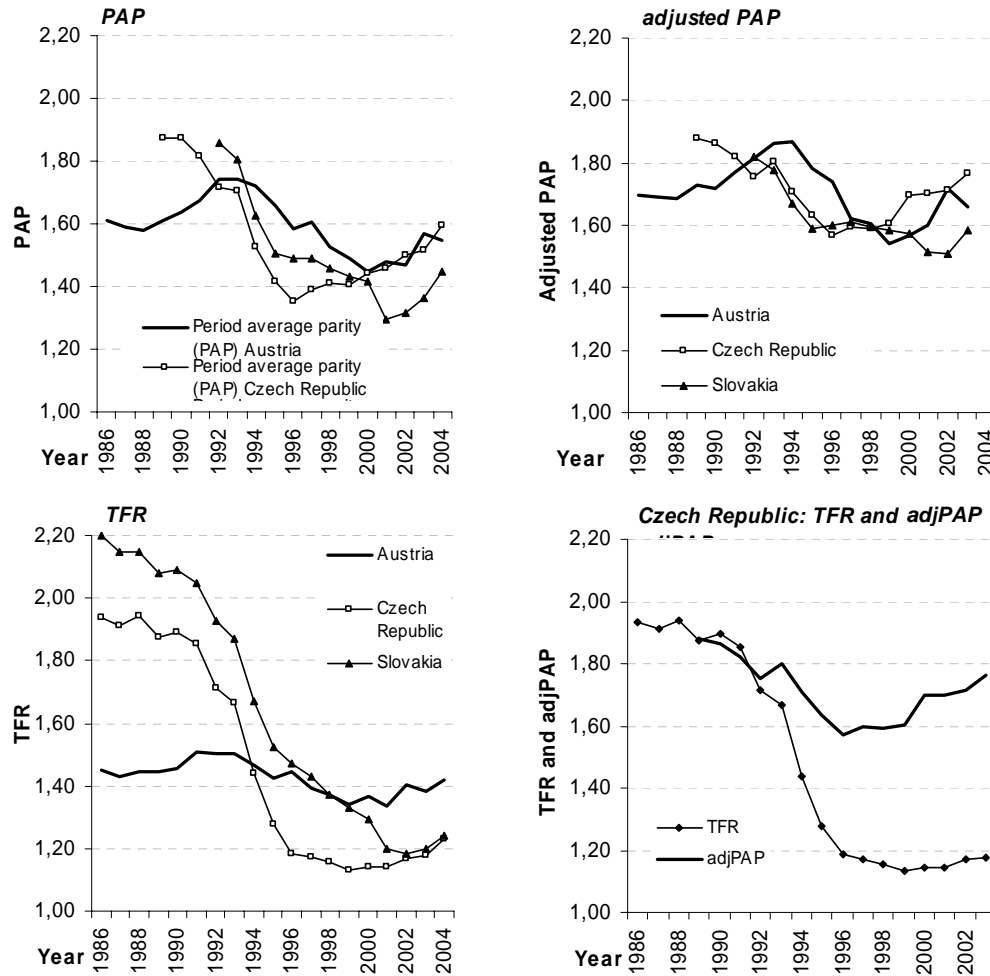 PAP
2,20
2,00
1,80
1,60
1,40
1,20
1,00
PAP
Period average parity
(PAP) Austria
Period average parity
(PAP) Czech Republic
Year
1986
1988
1990
1992
1994
1996
1998
2000
2002
2004
adjusted PAP
2,20
2,00
1,80
1,60
1,40
1,20
1,00
Adjusted PAP
Austria
Czech Republic
Slovakia
Year
1986
1988
1990
1992
1994
1996
1998
2000
2002
2004
TFR
2,20
2,00
1,80
1,60
1,40
1,20
1,00
TFR
Austria
Czech
Republic
Slovakia
Year
1986
1988
1990
1992
1994
1996
1998
2000
2002
2004
Czech Republic: TFR and adjPAP
2,20
2,00
1,80
1,60
1,40
1,20
1,00
TFR and adjPAP
TFR
adjPAP
Year
1986
1988
1990
1992
1994
1996
1998
2000
2002